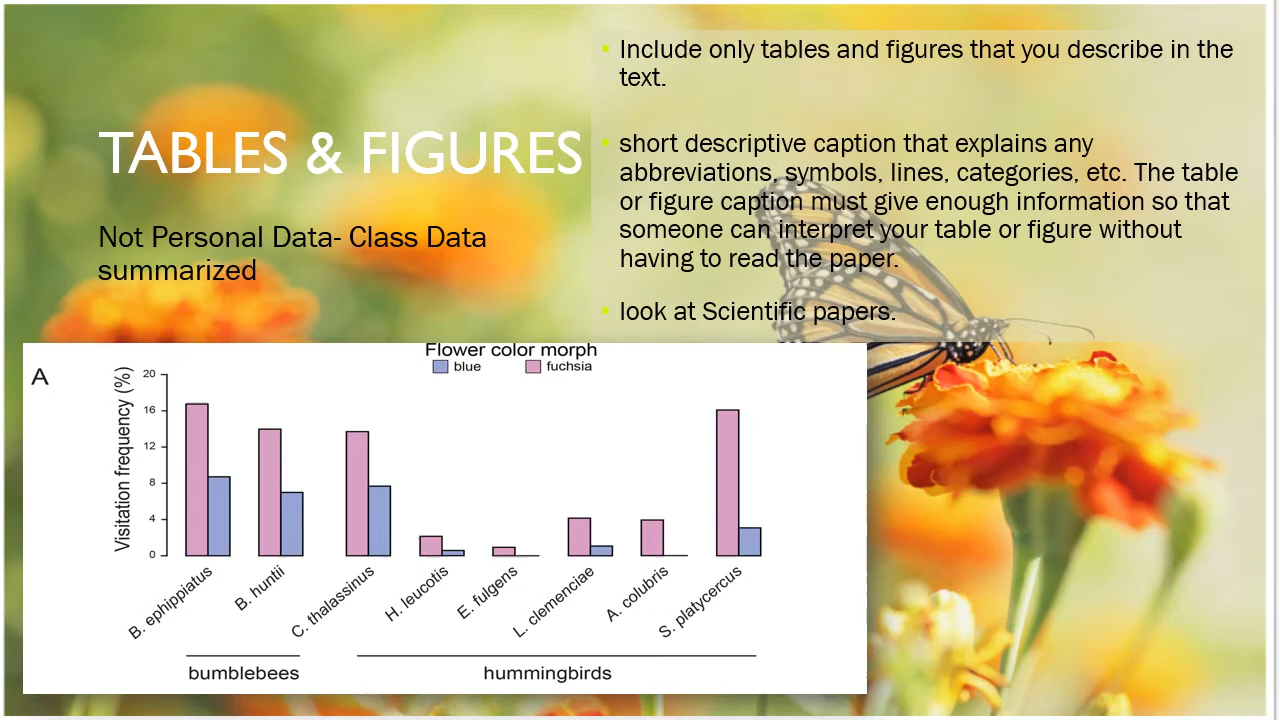 TABLES & FIGURES
Not Personal Data- Class Data
summarized
• Include only tables and figures that you describe in the
text.
• short descriptive caption that explains any
abbreviations, symbols, lines, categories, etc. The table
or figure caption must give enough information so that
someone can interpret your table or figure without
having to read the paper.
• look at Scientific papers.
A
Flower color morph
blue fuchsia
Visitation frequency (%)
20
16
12
8
4
0
B. ephippiatus
B. huntii
C. thalassinus
H. leucotis
E. fulgens
L. clemenciae
A. colubris
S. platycercus
bumblebees
hummingbirds